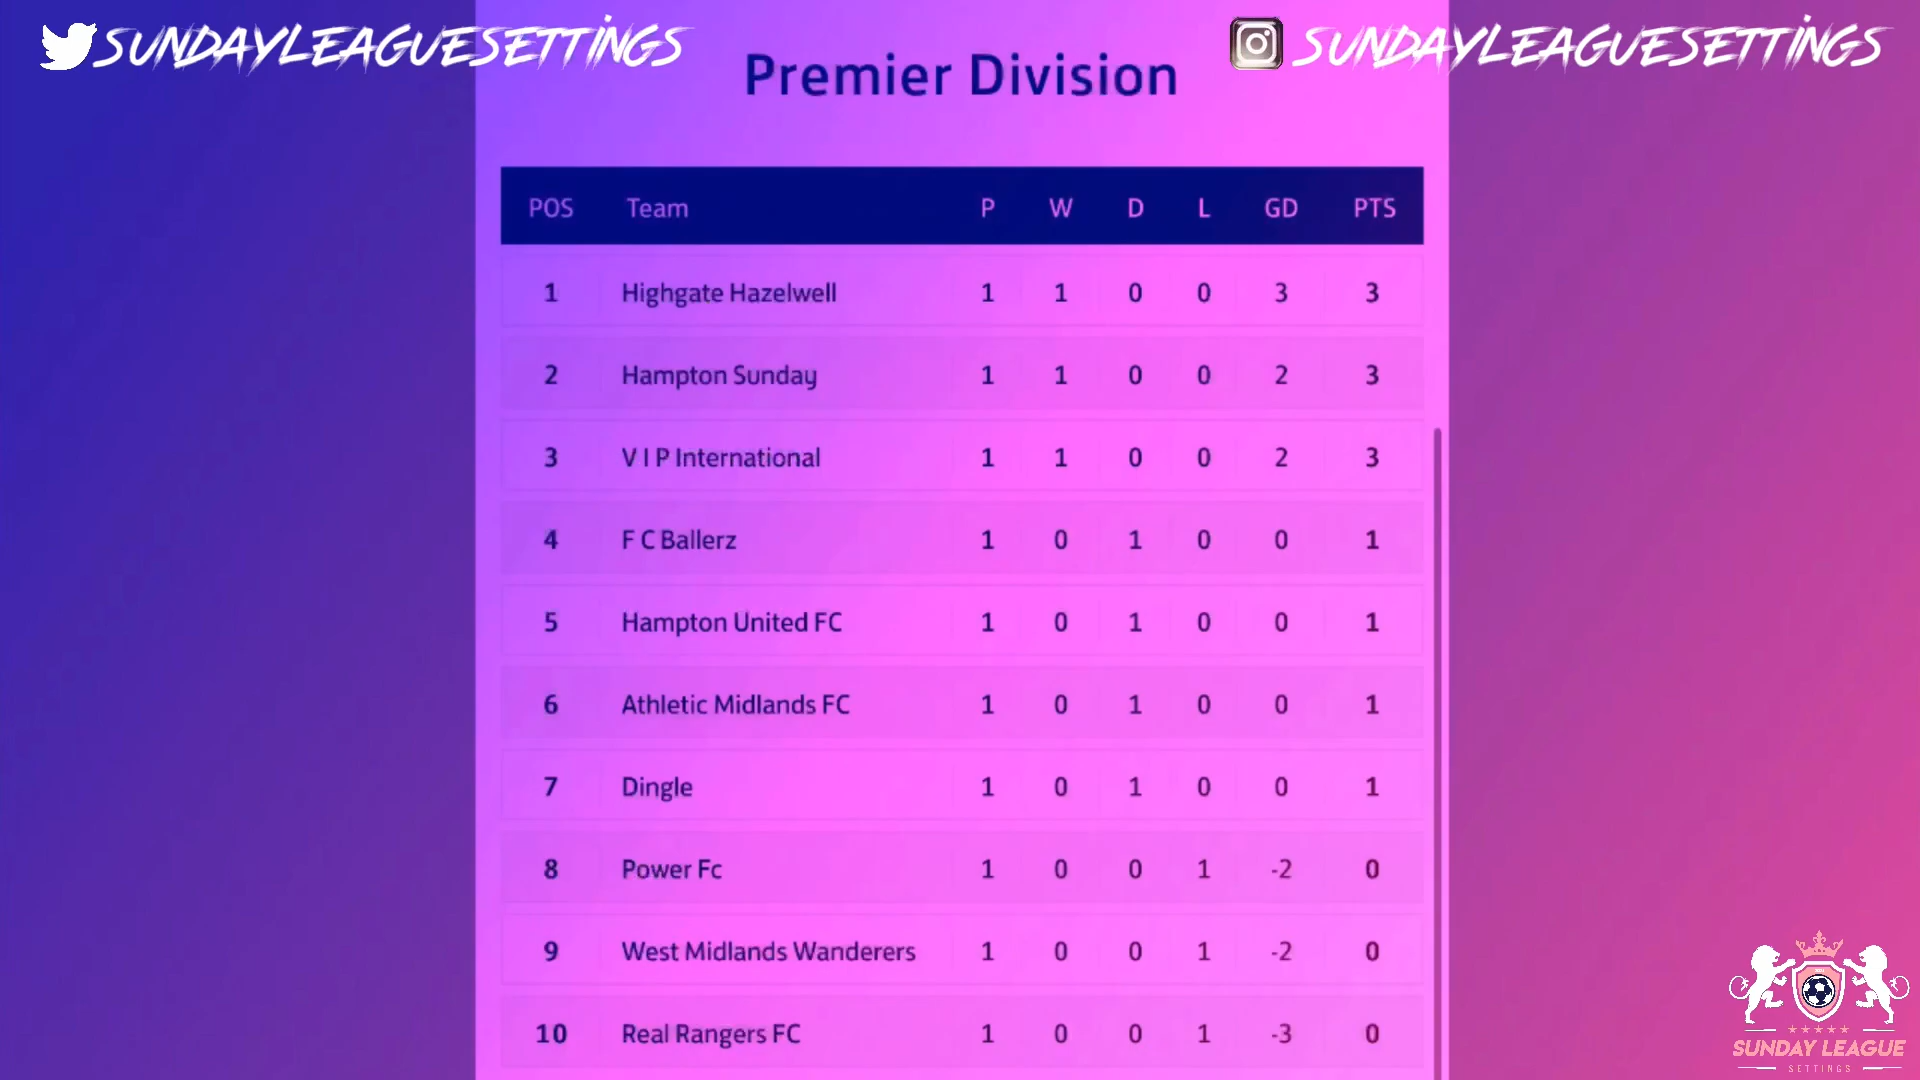 SUNDAYLEAGUESETTINGS
SUNDAYLEAGUESETTINGS
Premier Division
POS Team P W D L GD PTS
1 Highgate Hazelwell 1 1 0 0 3 3
2 Hampton Sunday 1 1 0 0 2 3
3 V I P International 1 1 0 0 2 3
4 F C Ballerz 1 0 1 0 0 1
5 Hampton United FC 1 0 1 0 0 1
6 Athletic Midlands FC 1 0 1 0 0 1
7 Dingle 1 0 1 0 0 1
8 Power Fc 1 0 0 1 -2 0
9 West Midlands Wanderers 1 0 0 1 -2 0
10 Real Rangers FC 1 0 0 1 -3 0
SUNDAY LEAGUE
SETTINGS